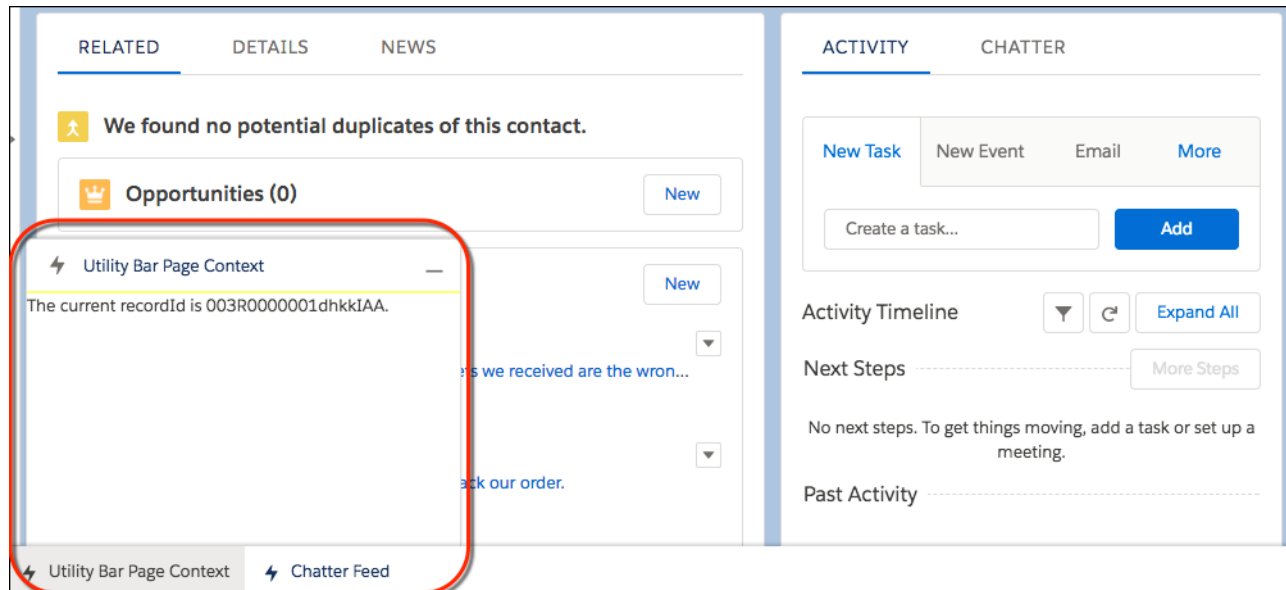 RELATED DETAILS NEWS
We found no potential duplicates of this contact.
Opportunities (0) New
Utility Bar Page Context
New
The current recordId is 003R0000001dhkkIAA.
we received are the wron...
our order.
Utility Bar Page Context Chatter Feed
ACTIVITY CHATTER
New Task New Event Email More
Create a task... Add
Activity Timeline Expand All
Next Steps More Steps
No next steps. To get things moving, add a task or set up a
meeting.
Past Activity